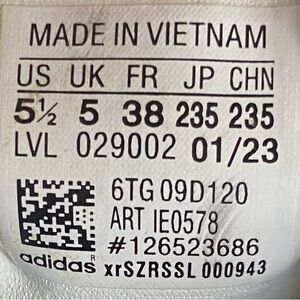 MADE IN VIETNAM
US UK FR JP CHN
5½ 5 38 235 235
LVL 029002 01/23
6TG 09D120
ART IE0578
#126523686
adidas® xrSZRSSL 000943